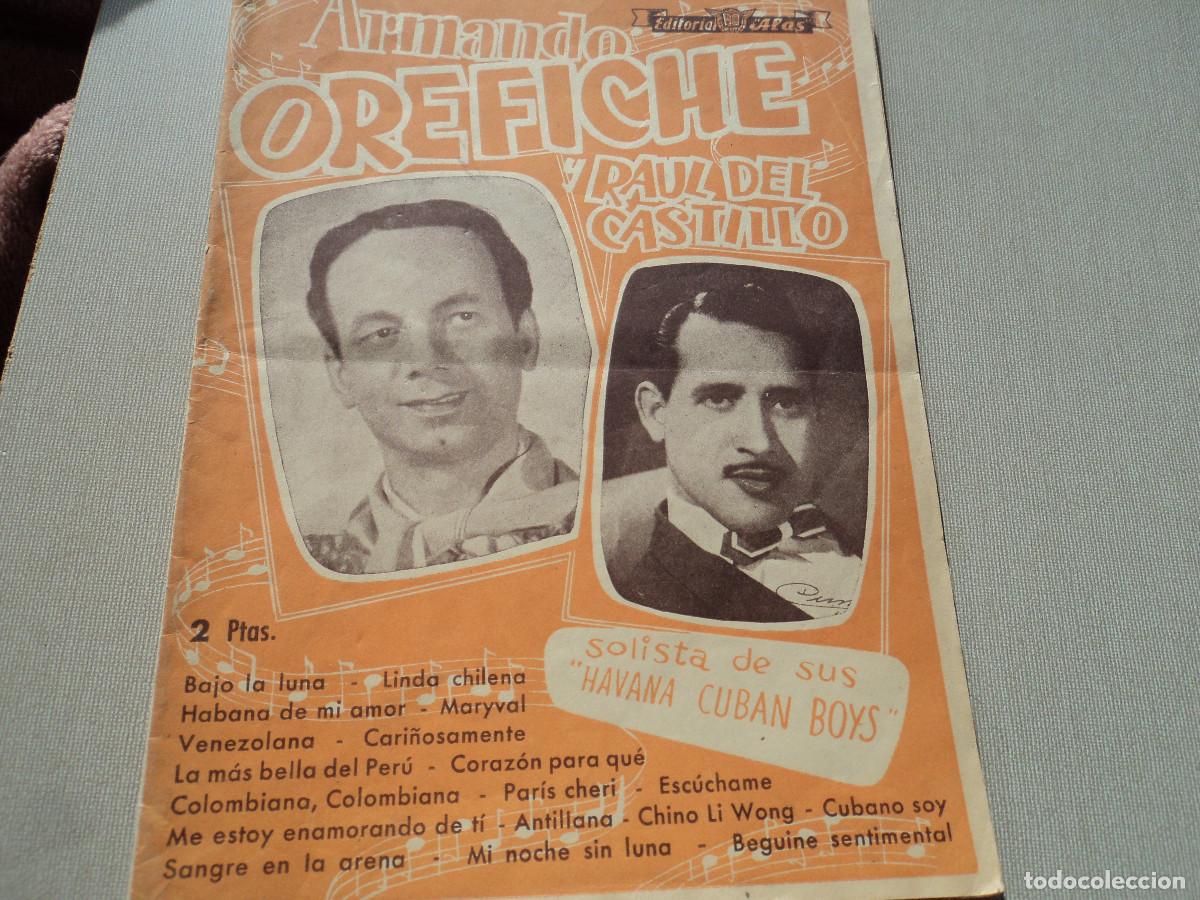 Editorial "Alas"
Armando
OREFICHE
y RAUL DEL
CASTILLO
2 Ptas.
solista de sus
"HAVANA CUBAN BOYS"
Bajo la luna - Linda chilena
Habana de mi amor - Maryval
Venezolana - Cariñosamente
La más bella del Perú - Corazón para qué
Colombiana, Colombiana - París cheri - Escúchame
Me estoy enamorando de tí - Antillana - Chino Li Wong - Cubano soy
Sangre en la arena - Mi noche sin luna - Beguine sentimental
todocoleccion